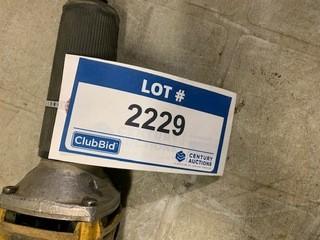 LOT #
2229
ClubBid
CENTURY
AUCTIONS